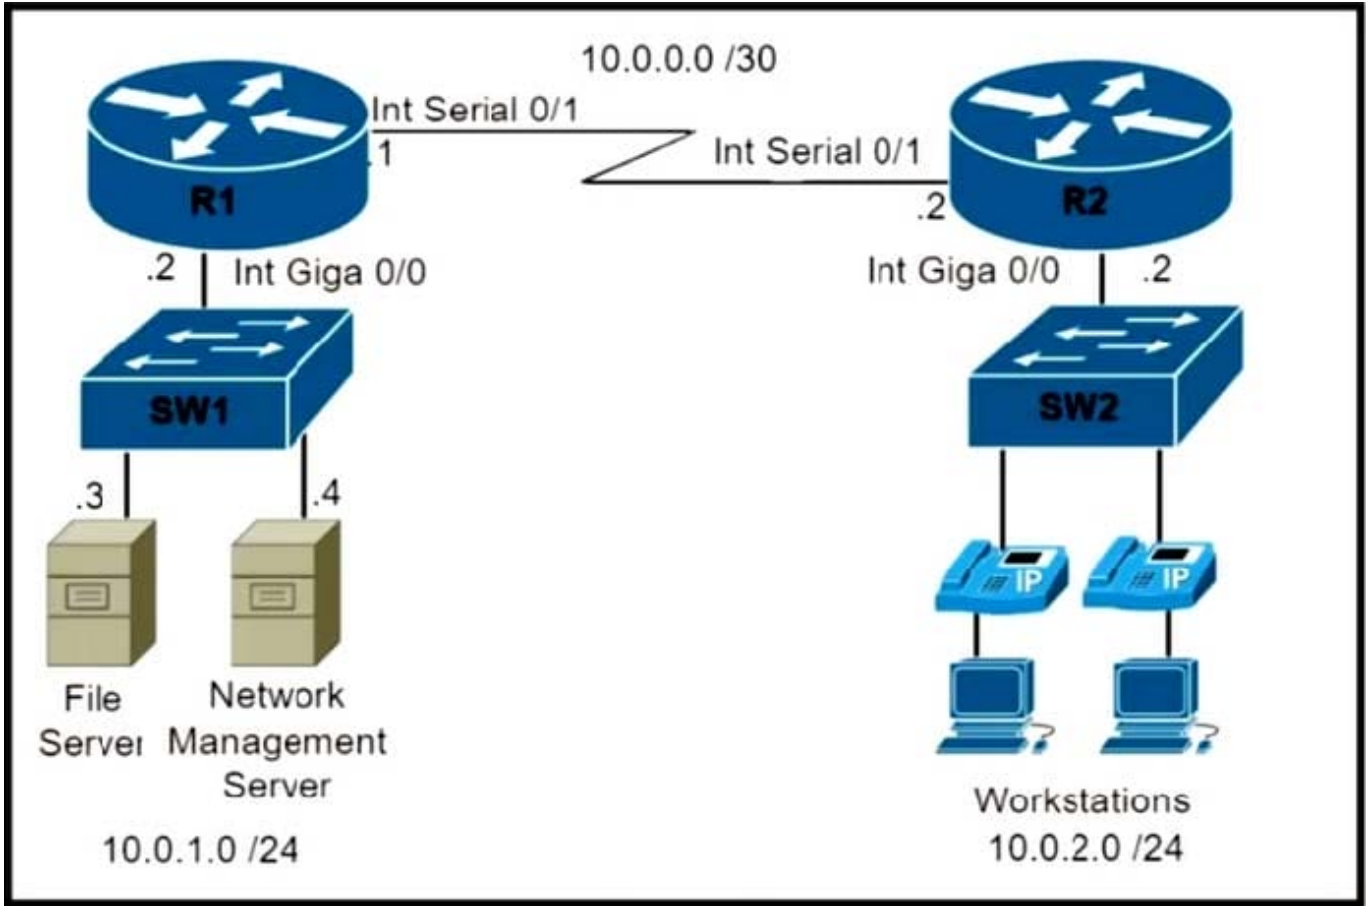 10.0.0.0 /30
Int Serial 0/1
.1
Int Serial 0/1
.2
R1
R2
.2
Int Giga 0/0
Int Giga 0/0
.2
SW1
SW2
.3
.4
IP
IP
File
Server
Network
Management
Server
Workstations
10.0.1.0 /24
10.0.2.0 /24